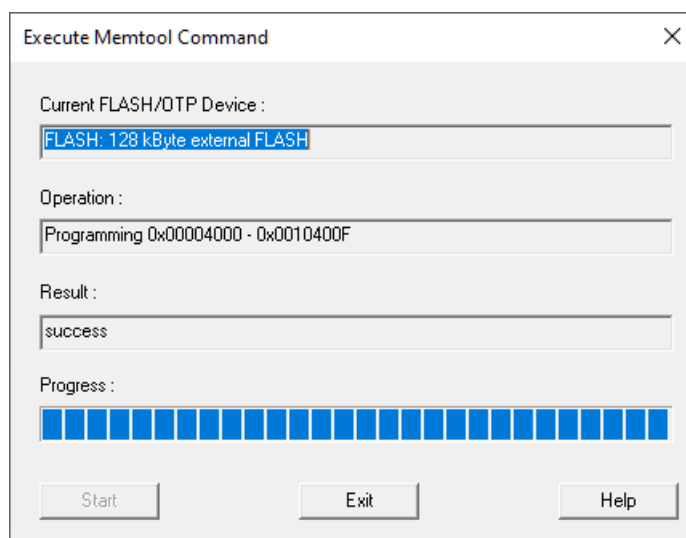 Execute Memtool Command
Current FLASH/OTP Device :
FLASH: 128 kByte external FLASH
Operation :
Programming 0x00004000 - 0x0010400F
Result :
success
Progress :
Start Exit Help